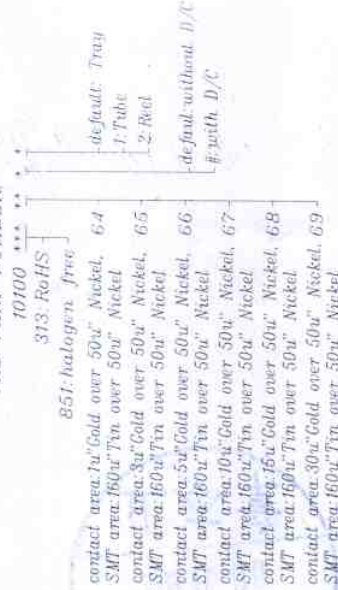 10100 *** ** * *
313: RoHS
851: halogen free
default: Tray
1: Tube
2: Reel
defaul:without D/C
#:with D/C
contact area:1u"Gold over 50u" Nickel, 64
SMT area:160u"Tin over 50u" Nickel
contact area:3u"Gold over 50u" Nickel, 65
SMT area:160u"Tin over 50u" Nickel
contact area:5u"Gold over 50u" Nickel, 66
SMT area:160u"Tin over 50u" Nickel
contact area:10u"Gold over 50u" Nickel, 67
SMT area:160u"Tin over 50u" Nickel
contact area:15u"Gold over 50u" Nickel, 68
SMT area:160u"Tin over 50u" Nickel
contact area:30u"Gold over 50u" Nickel, 69
SMT area:160u"Tin over 50u" Nickel